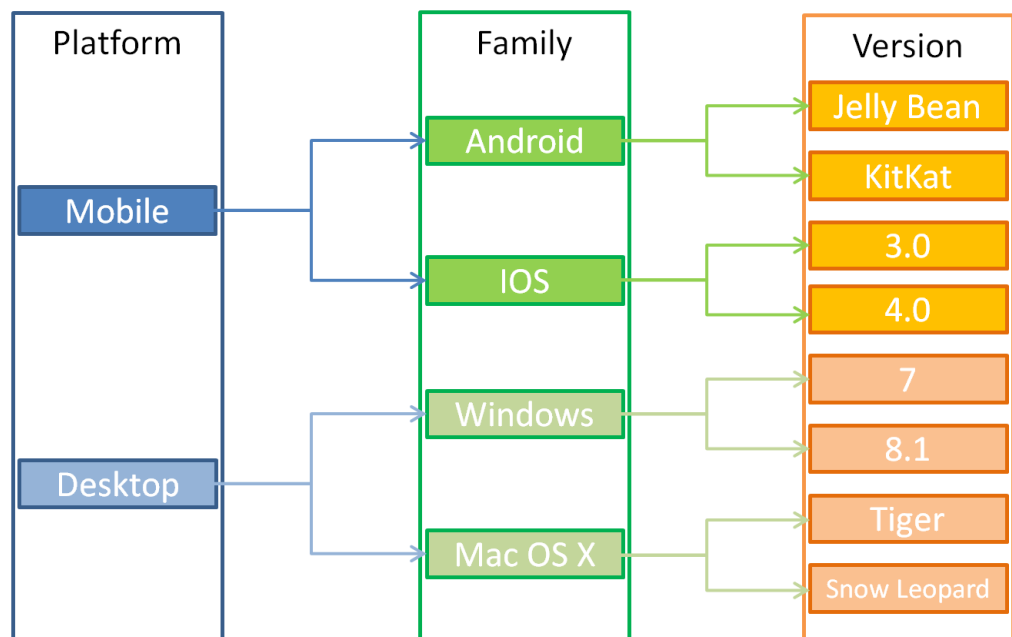 Platform
Family
Version
Mobile
Desktop
Android
IOS
Windows
Mac OS X
Jelly Bean
KitKat
3.0
4.0
7
8.1
Tiger
Snow Leopard